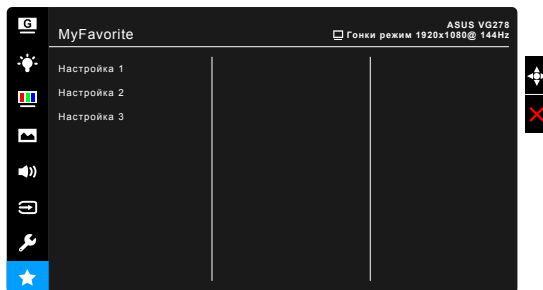 G
ASUS VG278
MyFavorite
Гонки режим 1920x1080@ 144Hz
Настройка 1
Настройка 2
Настройка 3